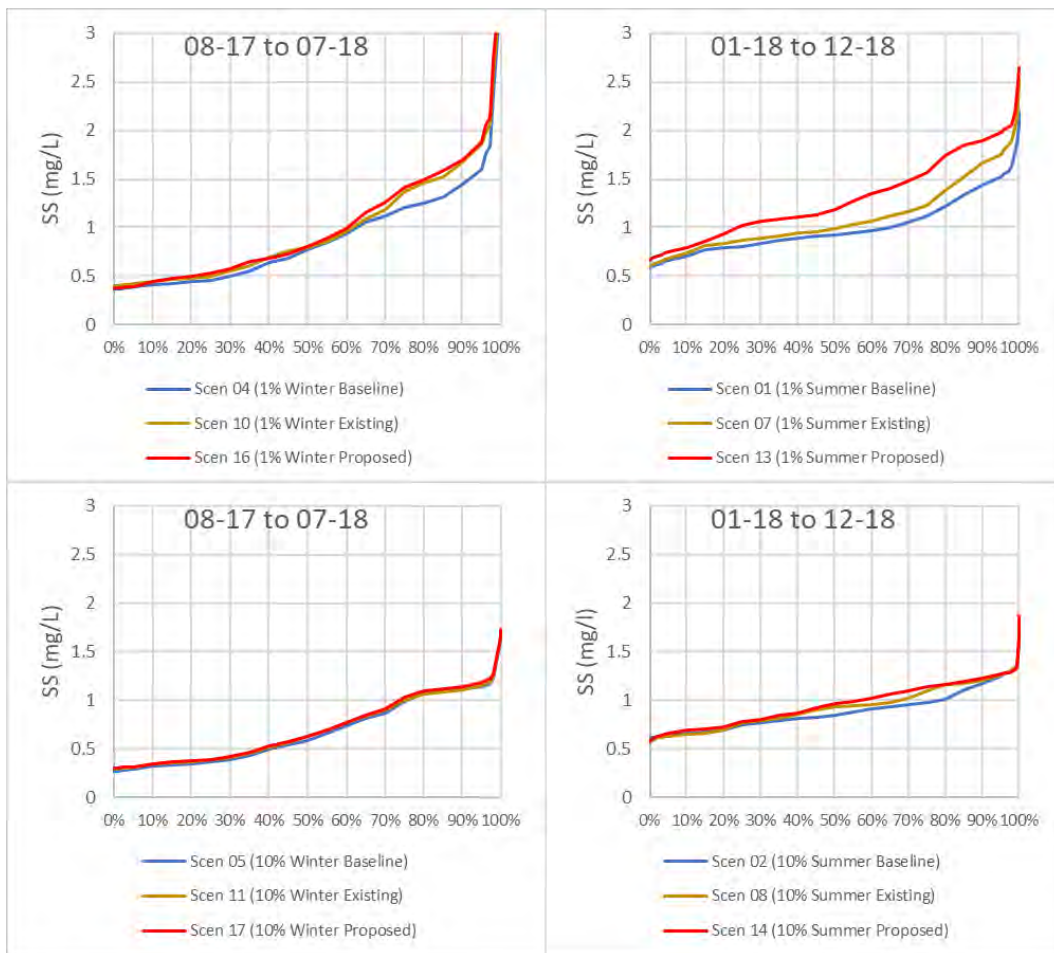 08-17 to 07-18
3
2.5
2
1.5
1
0.5
0
SS (mg/L)
0% 10% 20% 30% 40% 50% 60% 70% 80% 90% 100%
Scen 04 (1% Winter Baseline)
Scen 10 (1% Winter Existing)
Scen 16 (1% Winter Proposed)
01-18 to 12-18
3
2.5
2
1.5
1
0.5
0
SS (mg/L)
0% 10% 20% 30% 40% 50% 60% 70% 80% 90% 100%
Scen 01 (1% Summer Baseline)
Scen 07 (1% Summer Existing)
Scen 13 (1% Summer Proposed)
08-17 to 07-18
3
2.5
2
1.5
1
0.5
0
SS (mg/L)
0% 10% 20% 30% 40% 50% 60% 70% 80% 90% 100%
Scen 05 (10% Winter Baseline)
Scen 11 (10% Winter Existing)
Scen 17 (10% Winter Proposed)
01-18 to 12-18
3
2.5
2
1.5
1
0.5
0
SS (mg/l)
0% 10% 20% 30% 40% 50% 60% 70% 80% 90% 100%
Scen 02 (10% Summer Baseline)
Scen 08 (10% Summer Existing)
Scen 14 (10% Summer Proposed)